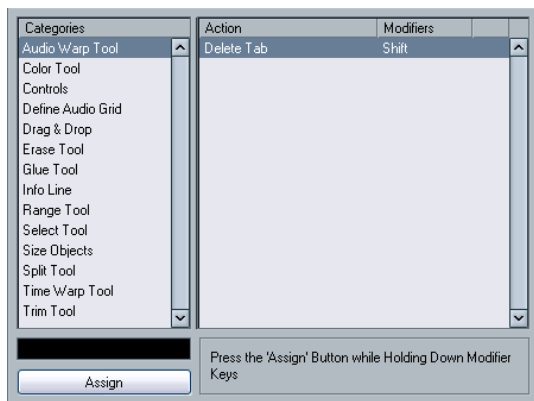 Categories
Audio Warp Tool
Color Tool
Controls
Define Audio Grid
Drag & Drop
Erase Tool
Glue Tool
Info Line
Range Tool
Select Tool
Size Objects
Split Tool
Time Warp Tool
Trim Tool
Action Modifiers
Delete Tab Shift
Assign
Press the 'Assign' Button while Holding Down Modifier
Keys